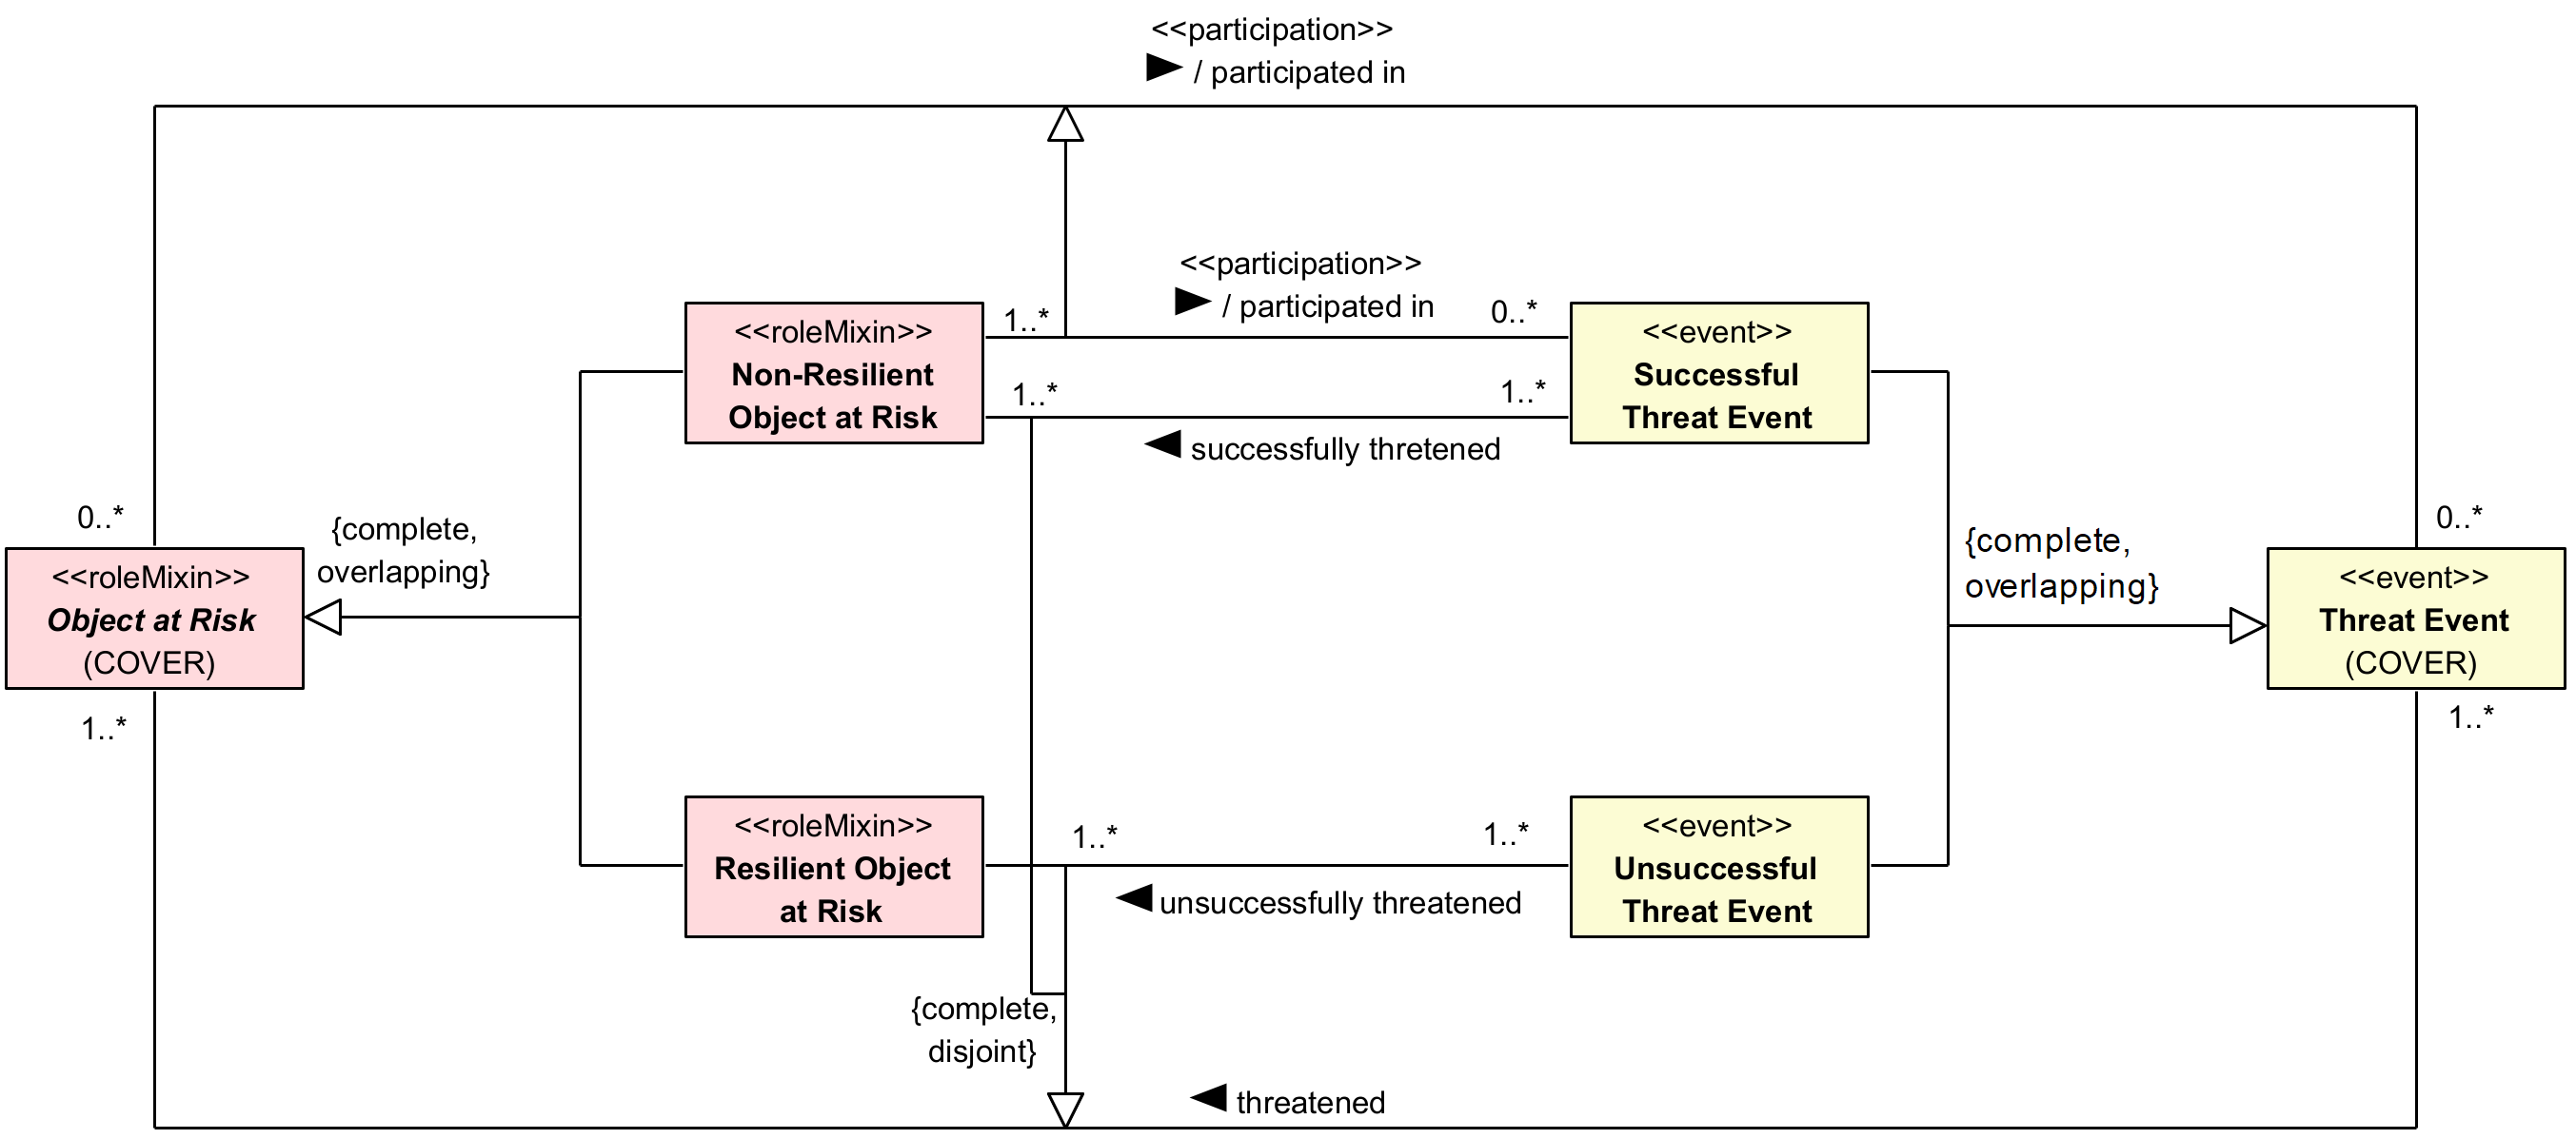 <<participation>>
▶ / participated in
<<participation>>
▶ / participated in
1..*
0..*
<<roleMixin>>
Non-Resilient
Object at Risk
<<event>>
Successful
Threat Event
1..*
1..*
◀ successfully thretened
0..*
{complete,
overlapping}
{complete,
overlapping}
0..*
<<roleMixin>>
Object at Risk
(COVER)
<<event>>
Threat Event
(COVER)
1..*
1..*
<<roleMixin>>
Resilient Object
at Risk
1..*
1..*
<<event>>
Unsuccessful
Threat Event
◀ unsuccessfully threatened
{complete,
disjoint}
◀ threatened